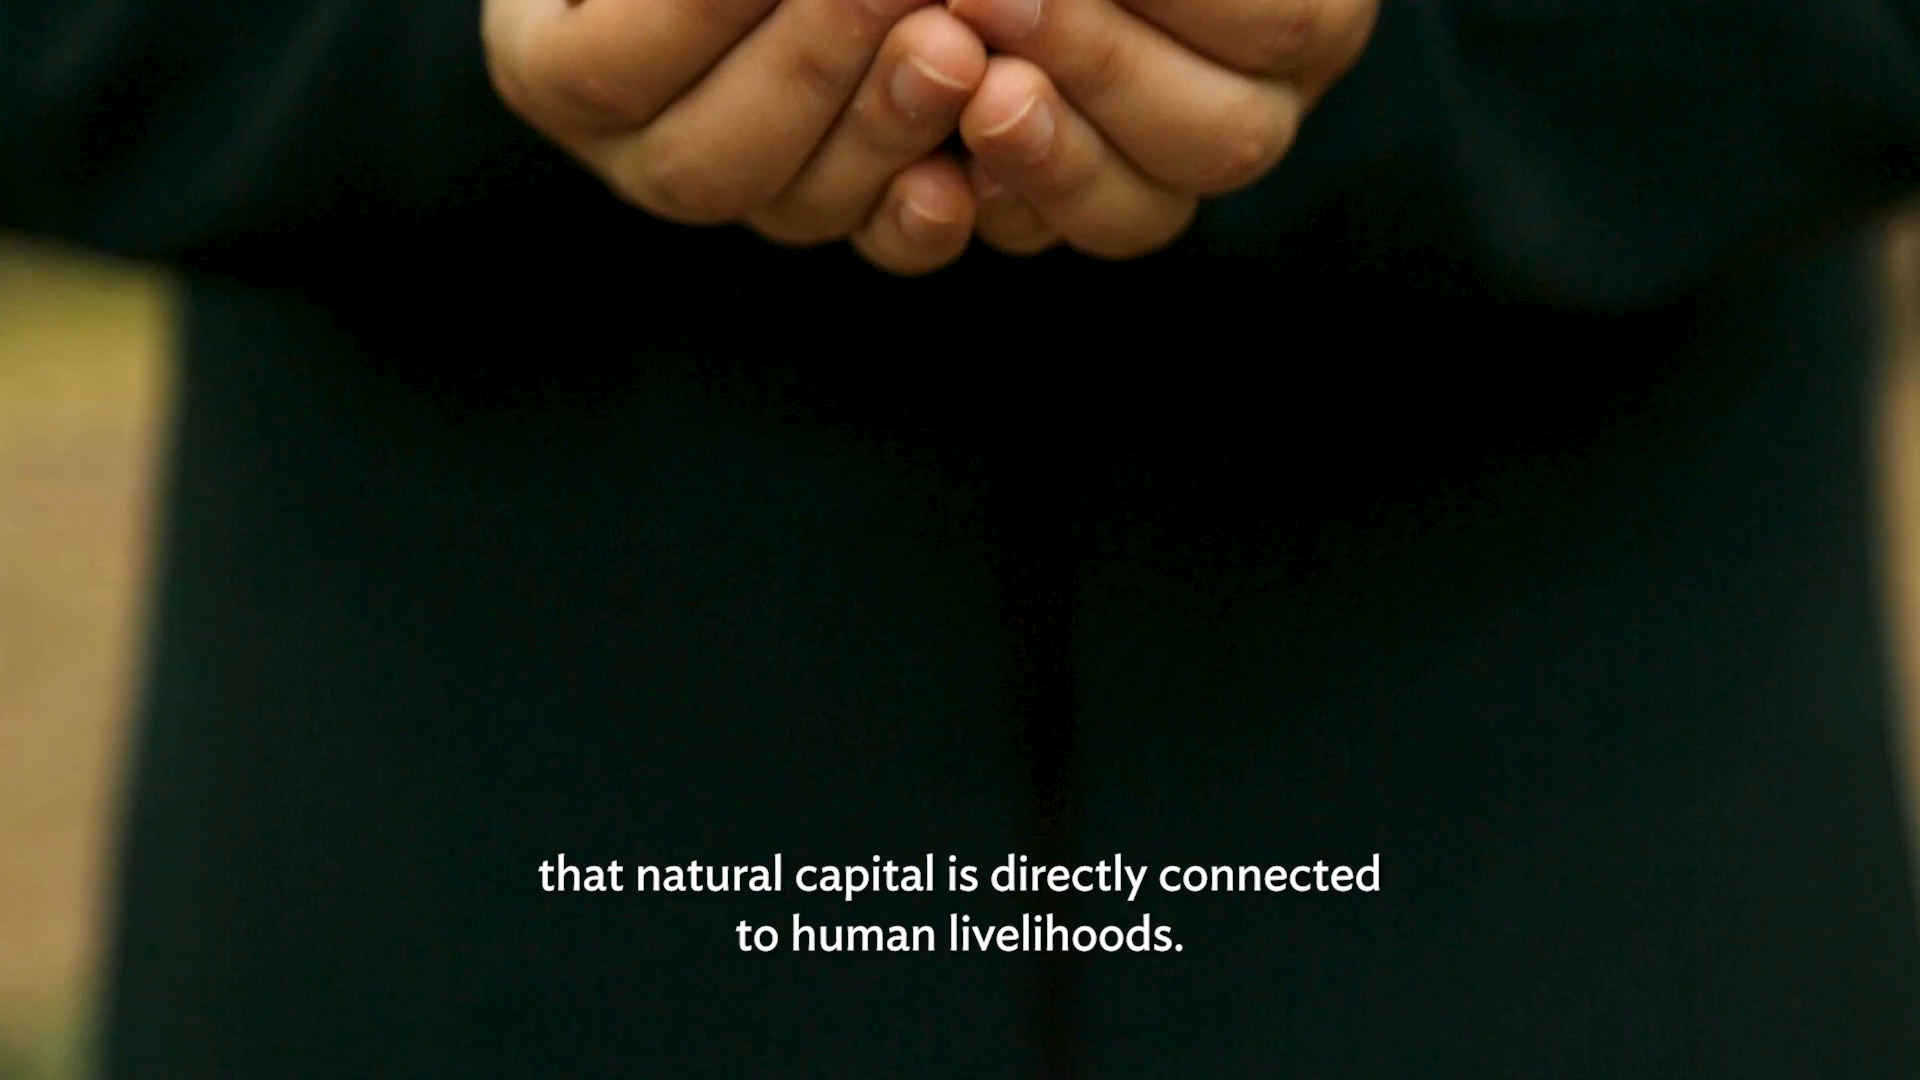 that natural capital is directly connected
to human livelihoods.